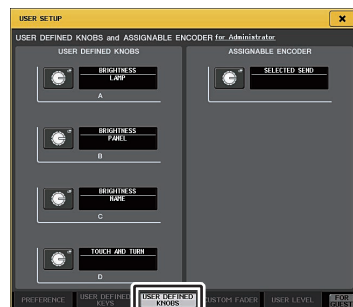 USER SETUP
USER DEFINED KNOBS and ASSIGNABLE ENCODER for Administrator
USER DEFINED KNOBS
ASSIGNABLE ENCODER
BRIGHTNESS
LAMP
A
SELECTED SEND
BRIGHTNESS
PANEL
B
BRIGHTNESS
NAME
C
TOUCH AND TURN
D
PREFERENCE
USER DEFINED
KEYS
USER DEFINED
KNOBS
CUSTOM FADER
USER LEVEL
FOR
GUEST